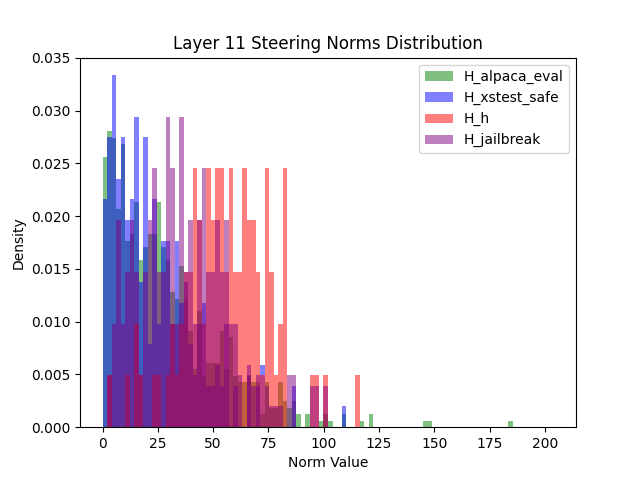 Layer 11 Steering Norms Distribution
0.035
0.030
0.025
0.020
0.015
0.010
0.005
0.000
Density
H_alpaca_eval
H_xstest_safe
H_h
H_jailbreak
0 25 50 75 100 125 150 175 200
Norm Value